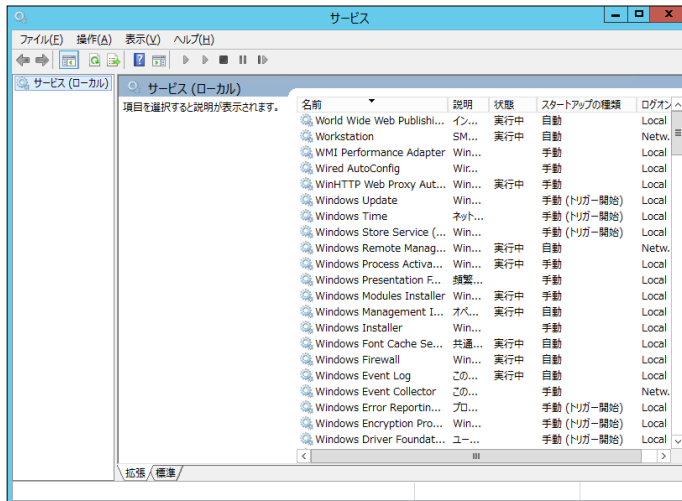 サービス
ファイル(F) 操作(A) 表示(V) ヘルプ(H)
サービス (ローカル)
サービス (ローカル)
項目を選択すると説明が表示されます。
名前 説明 状態 スタートアップの種類 ログオン
World Wide Web Publishi... イン... 実行中 自動 Local
Workstation SM... 実行中 自動 Netw.
WMI Performance Adapter Win... 手動 Local
Wired AutoConfig Wir... 手動 Local
WinHTTP Web Proxy Aut... Win... 実行中 手動 Local
Windows Update Win... 手動 (トリガー開始) Local
Windows Time ネット... 手動 (トリガー開始) Local
Windows Store Service (... Win... 手動 (トリガー開始) Local
Windows Remote Manag... Win... 実行中 自動 Netw.
Windows Process Activa... Win... 実行中 手動 Local
Windows Presentation F... 頻繁... 手動 Local
Windows Modules Installer Win... 実行中 手動 Local
Windows Management I... オペ... 実行中 自動 Local
Windows Installer Win... 手動 Local
Windows Font Cache Se... 共通... 実行中 自動 Local
Windows Firewall Win... 実行中 自動 Local
Windows Event Log この... 実行中 自動 Local
Windows Event Collector この... 手動 Netw.
Windows Error Reportin... プロ... 手動 (トリガー開始) Local
Windows Encryption Pro... Win... 手動 (トリガー開始) Local
Windows Driver Foundat... ユー... 手動 (トリガー開始) Local
拡張 標準